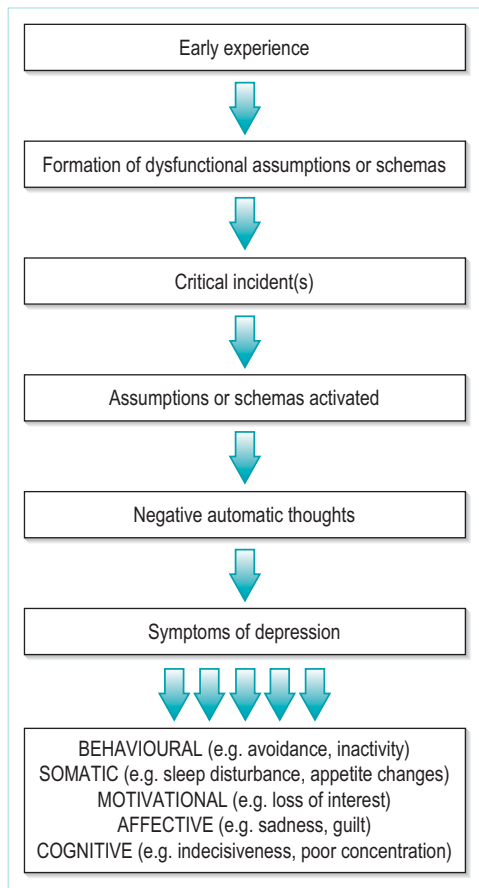 Early experience
Formation of dysfunctional assumptions or schemas
Critical incident(s)
Assumptions or schemas activated
Negative automatic thoughts
Symptoms of depression
BEHAVIOURAL (e.g. avoidance, inactivity)
SOMATIC (e.g. sleep disturbance, appetite changes)
MOTIVATIONAL (e.g. loss of interest)
AFFECTIVE (e.g. sadness, guilt)
COGNITIVE (e.g. indecisiveness, poor concentration)